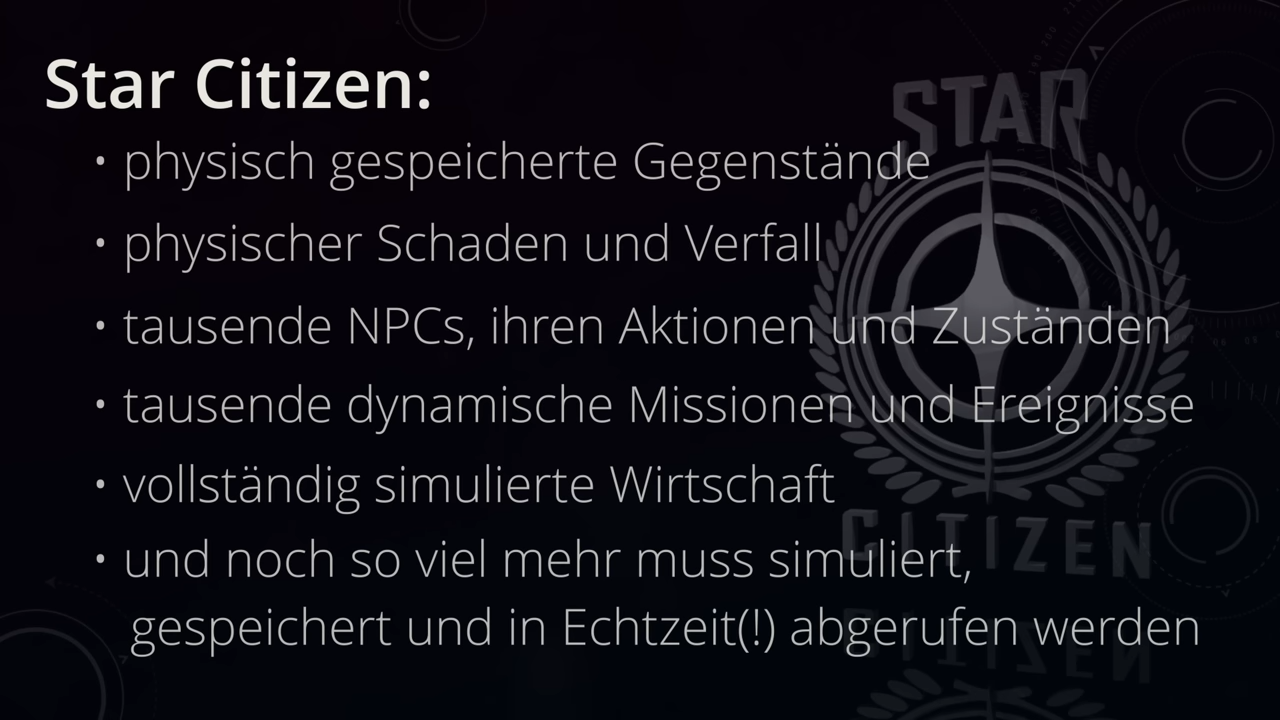 Star Citizen:
• physisch gespeicherte Gegenstände
• physischer Schaden und Verfall
• tausende NPCs, ihren Aktionen und Zuständen
• tausende dynamische Missionen und Ereignisse
• vollständig simulierte Wirtschaft
• und noch so viel mehr muss simuliert,
gespeichert und in Echtzeit(!) abgerufen werden
STAR
CITIZEN